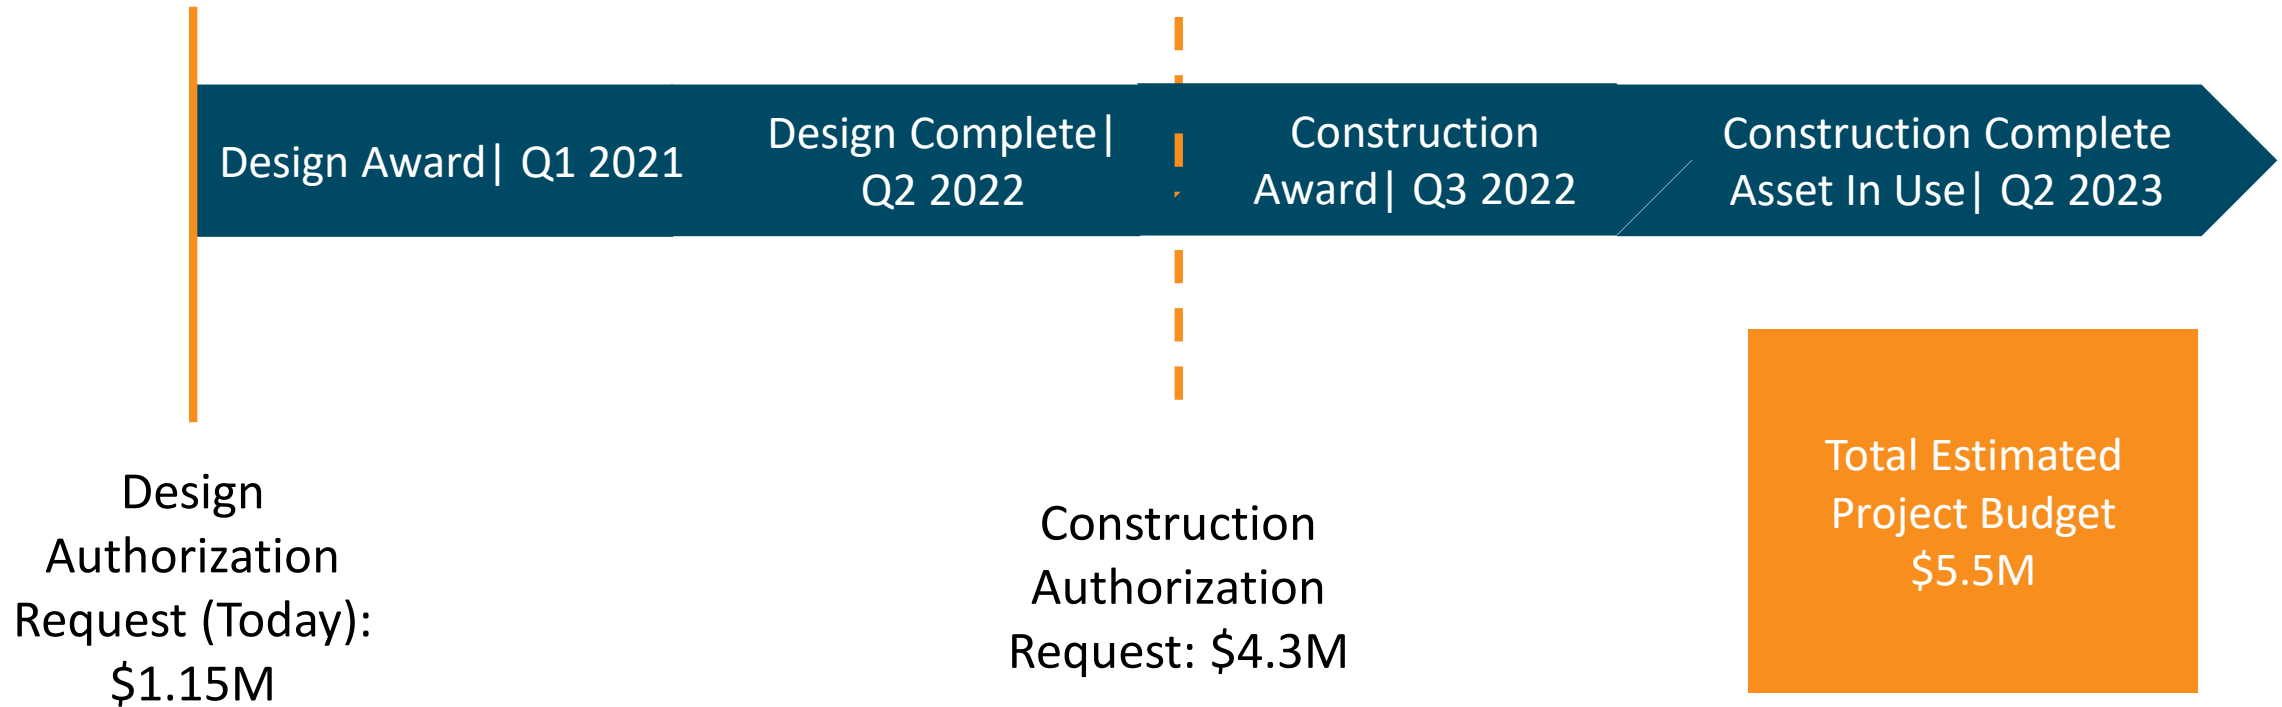 Design Award| Q1 2021
Design Complete|
Q2 2022
Construction
Award| Q3 2022
Construction Complete
Asset In Use| Q2 2023
Design
Authorization
Request (Today):
$1.15M
Construction
Authorization
Request: $4.3M
Total Estimated
Project Budget
$5.5M